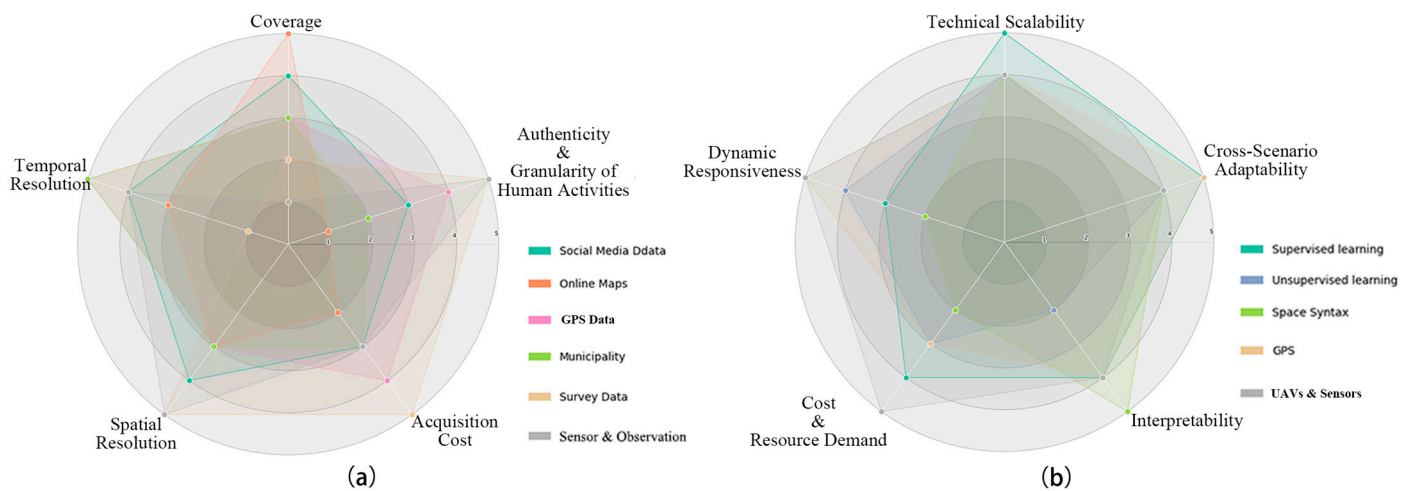 Coverage
Authenticity
&
Granularity of
Human Activities
Temporal
Resolution
1
2
3
4
5
Spatial
Resolution
Acquisition
Cost
Social Media Ddata
Online Maps
GPS Data
Municipality
Survey Data
Sensor & Observation
(a)
Technical Scalability
Cross-Scenario
Adaptability
Dynamic
Responsiveness
1
2
3
4
5
Cost
&
Resource Demand
Interpretability
Supervised learning
Unsupervised learning
Space Syntax
GPS
UAVs & Sensors
(b)